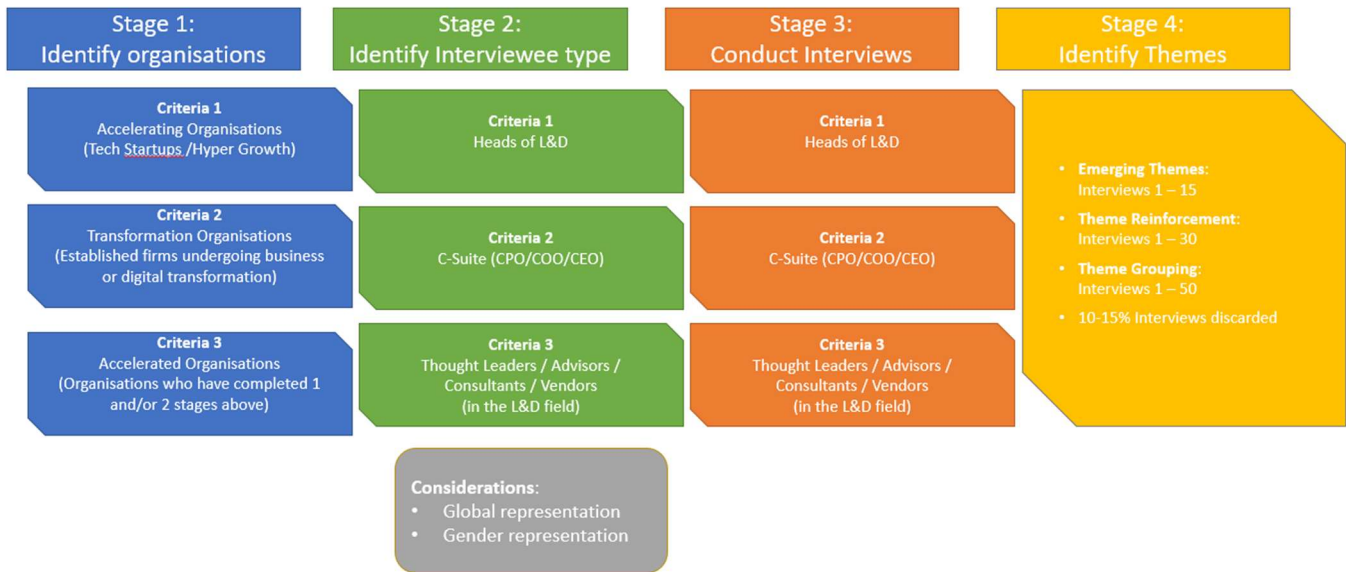 Stage 1:
Identify organisations
Stage 2:
Identify Interviewee type
Stage 3:
Conduct Interviews
Stage 4:
Identify Themes
Criteria 1
Accelerating Organisations
(Tech Startups /Hyper Growth)
Criteria 2
Transformation Organisations
(Established firms undergoing business
or digital transformation)
Criteria 3
Accelerated Organisations
(Organisations who have completed 1
and/or 2 stages above)
Criteria 1
Heads of L&D
Criteria 2
C-Suite (CPO/COO/CEO)
Criteria 3
Thought Leaders / Advisors /
Consultants / Vendors
(in the L&D field)
Criteria 1
Heads of L&D
Criteria 2
C-Suite (CPO/COO/CEO)
Criteria 3
Thought Leaders / Advisors /
Consultants / Vendors
(in the L&D field)
• Emerging Themes:
Interviews 1 – 15
• Theme Reinforcement:
Interviews 1 – 30
• Theme Grouping:
Interviews 1 – 50
• 10-15% Interviews discarded
Considerations:
• Global representation
• Gender representation